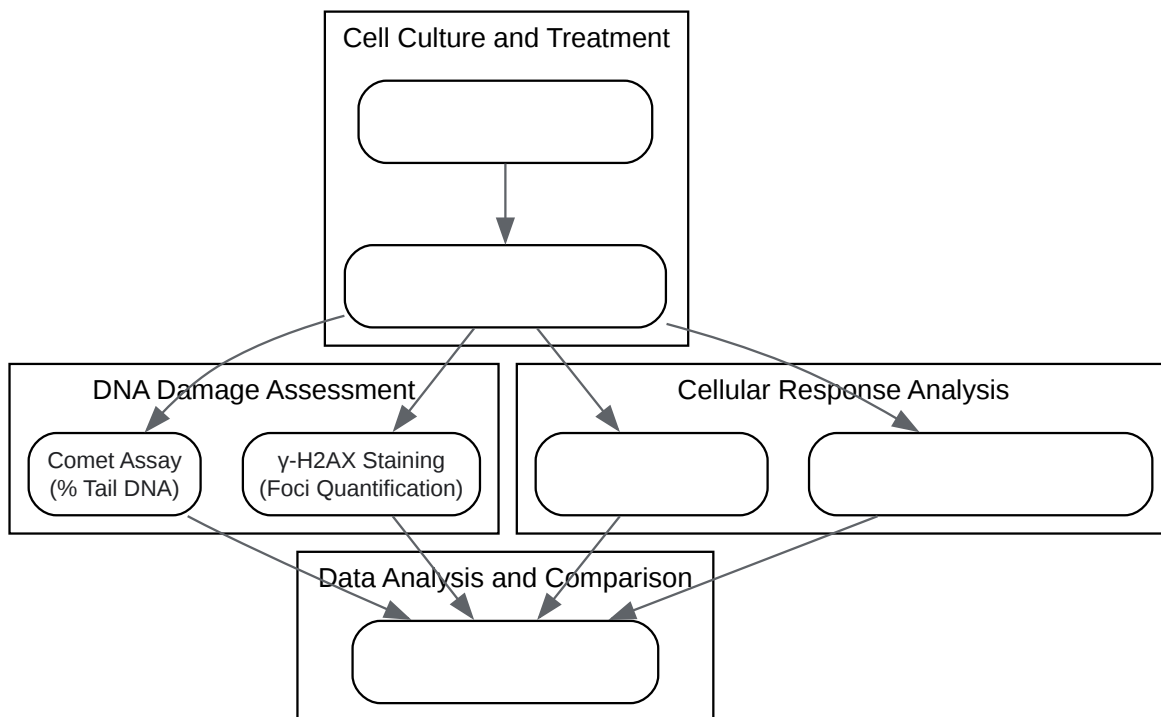 Cell Culture and Treatment
DNA Damage Assessment
Cellular Response Analysis
Comet Assay
(% Tail DNA)
γ-H2AX Staining
(Foci Quantification)
Data Analysis and Comparison